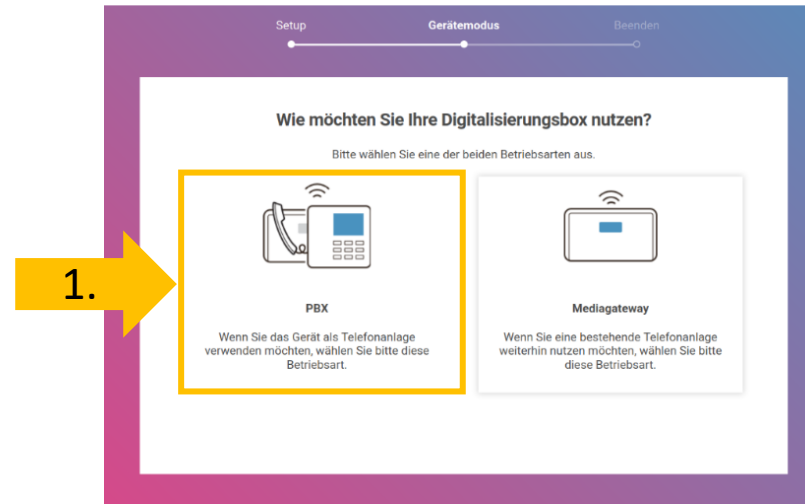 Setup
Gerätemodus
Beenden
Wie möchten Sie Ihre Digitalisierungsbox nutzen?
Bitte wählen Sie eine der beiden Betriebsarten aus.
1.
PBX
Wenn Sie das Gerät als Telefonanlage
verwenden möchten, wählen Sie bitte diese
Betriebsart.
Mediagateway
Wenn Sie eine bestehende Telefonanlage
weiterhin nutzen möchten, wählen Sie bitte
diese Betriebsart.